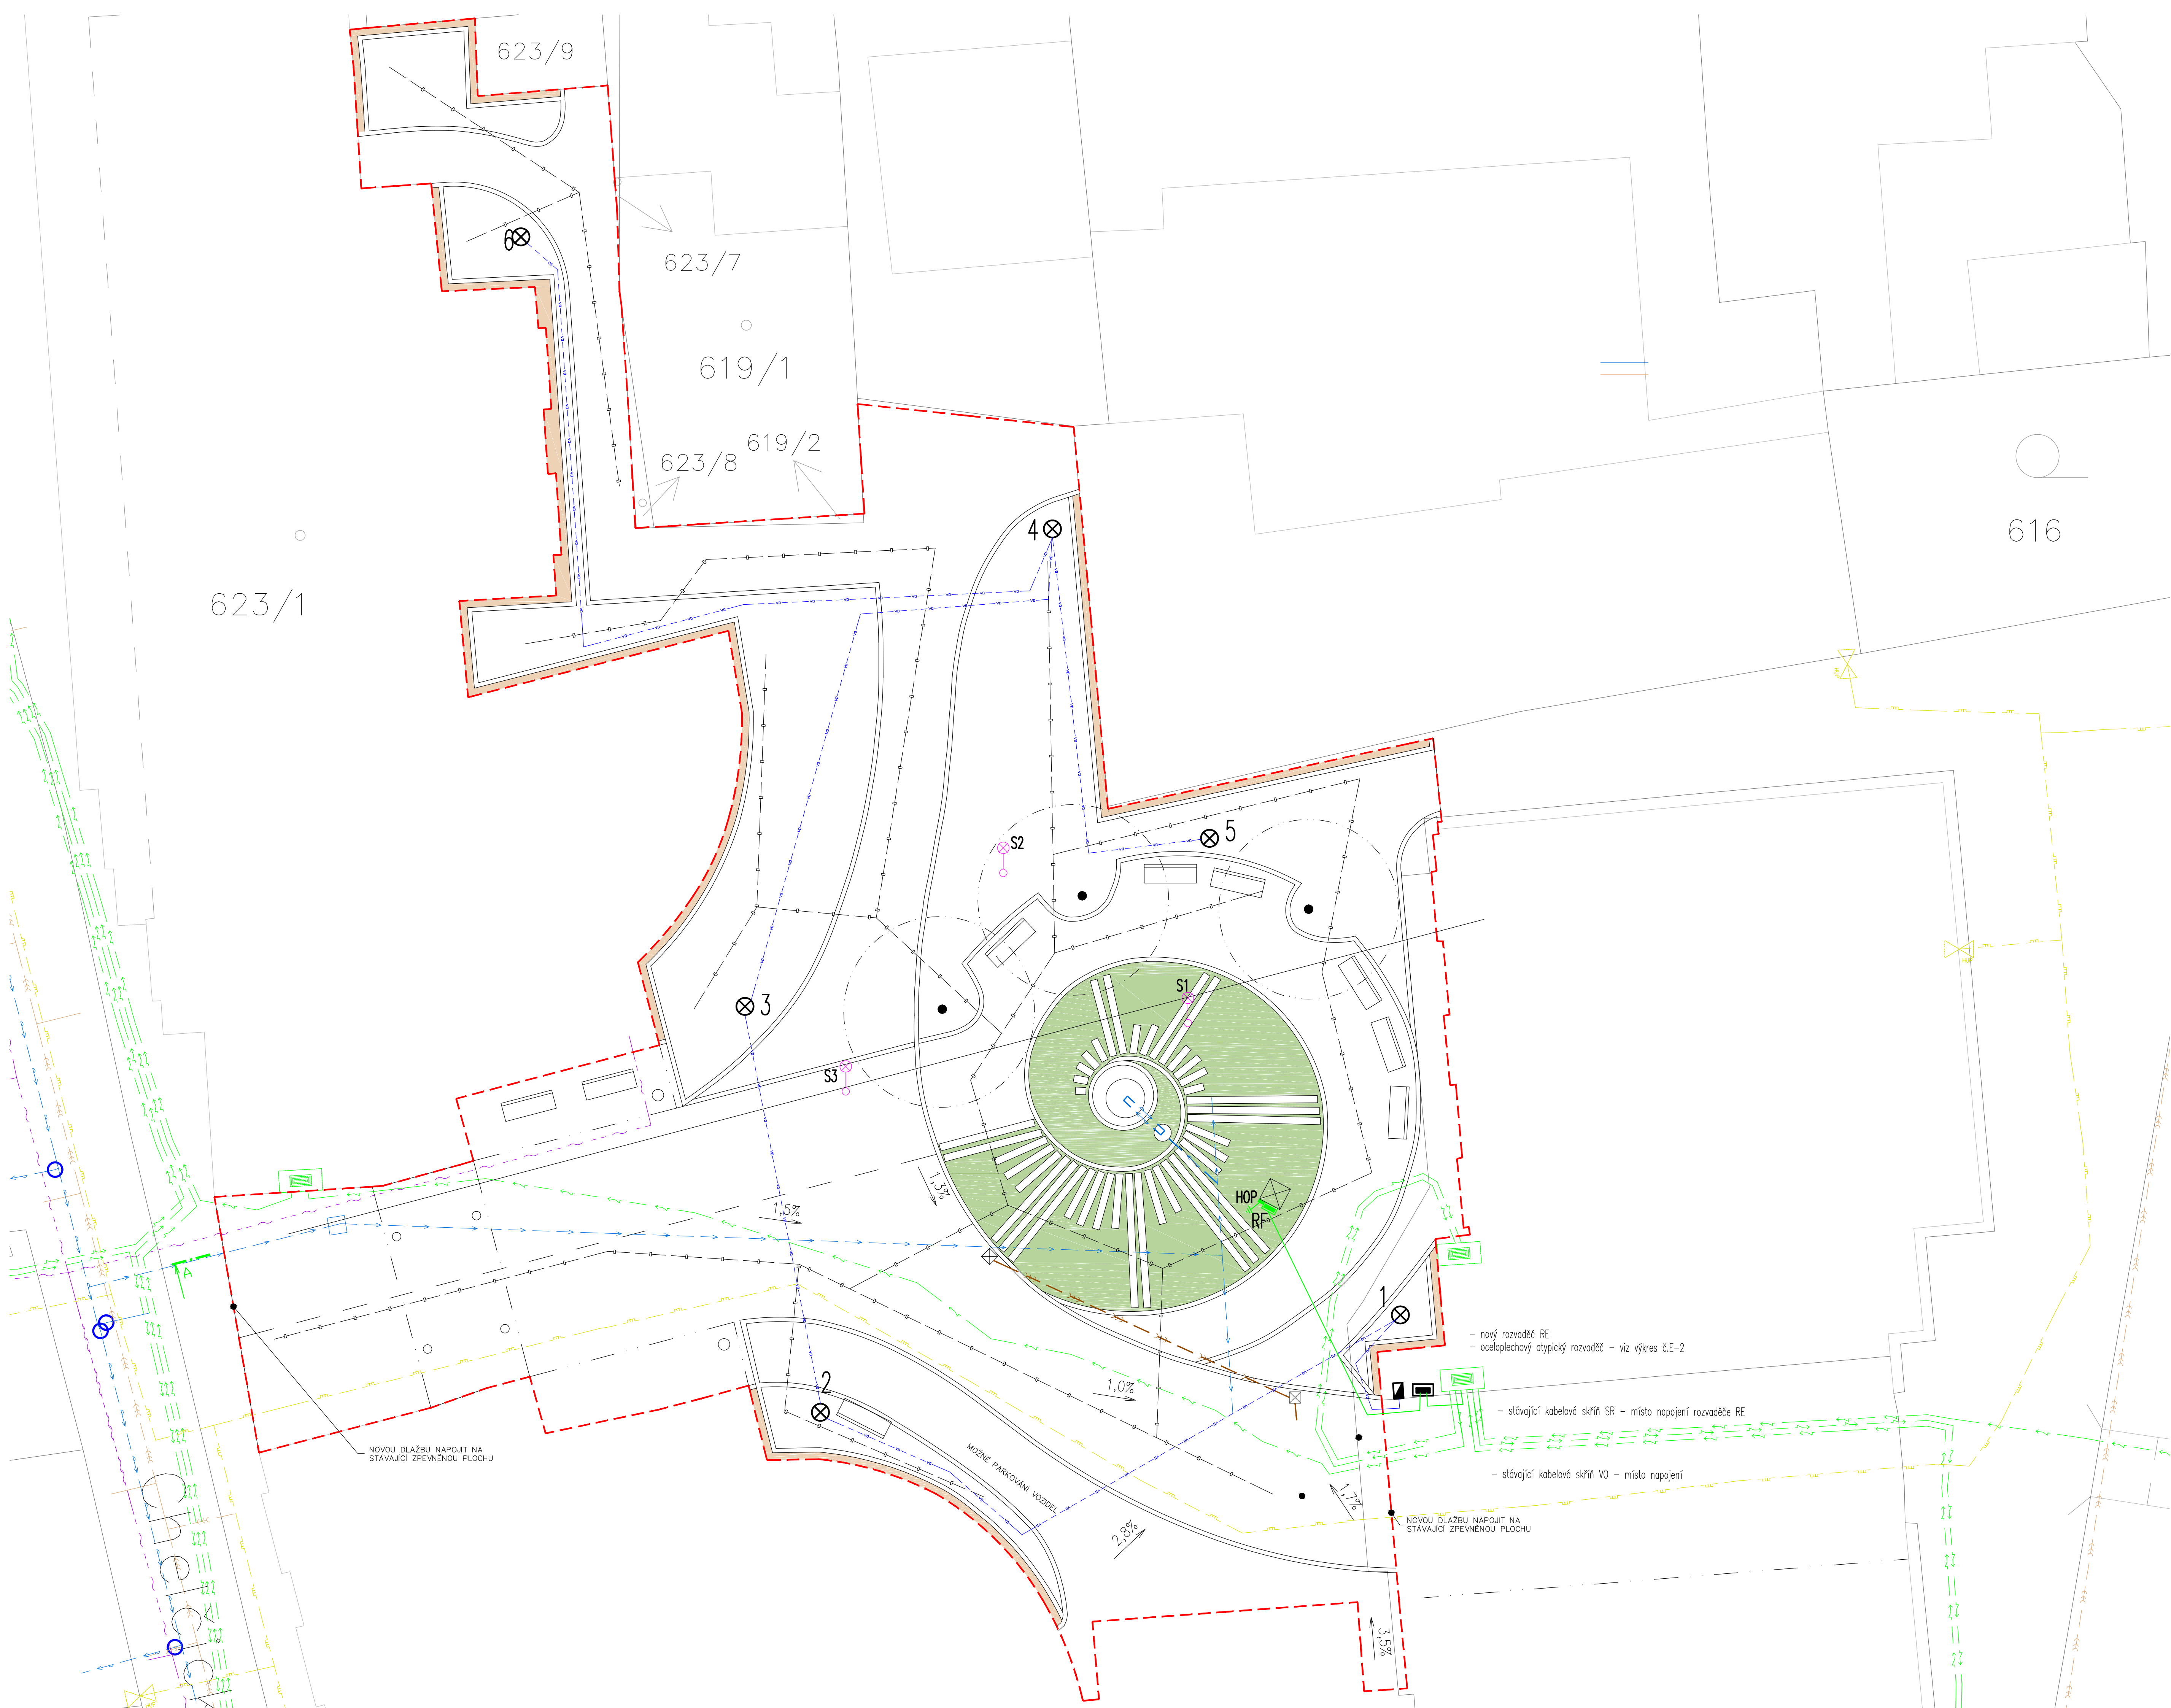 623/9
6
623/7
619/1
619/2
623/8
4
616
623/1
S2
5
S1
3
S3
HOP
RF
1,3%
1,5%
A
1
- nový rozvaděč RE
- oceloplechový atypický rozvaděč - viz výkres č.E-2
2
1,0%
- stávající kabelová skříň SR - místo napojení rozvaděče RE
NOVOU DLAŽBU NAPOJIT NA
STÁVAJÍCÍ ZPEVNĚNOU PLOCHU
MOŽNÉ PARKOVÁNÍ VOZIDEL
- stávající kabelová skříň VO - místo napojení
1,7%
NOVOU DLAŽBU NAPOJIT NA
STÁVAJÍCÍ ZPEVNĚNOU PLOCHU
2,8%
3,5%